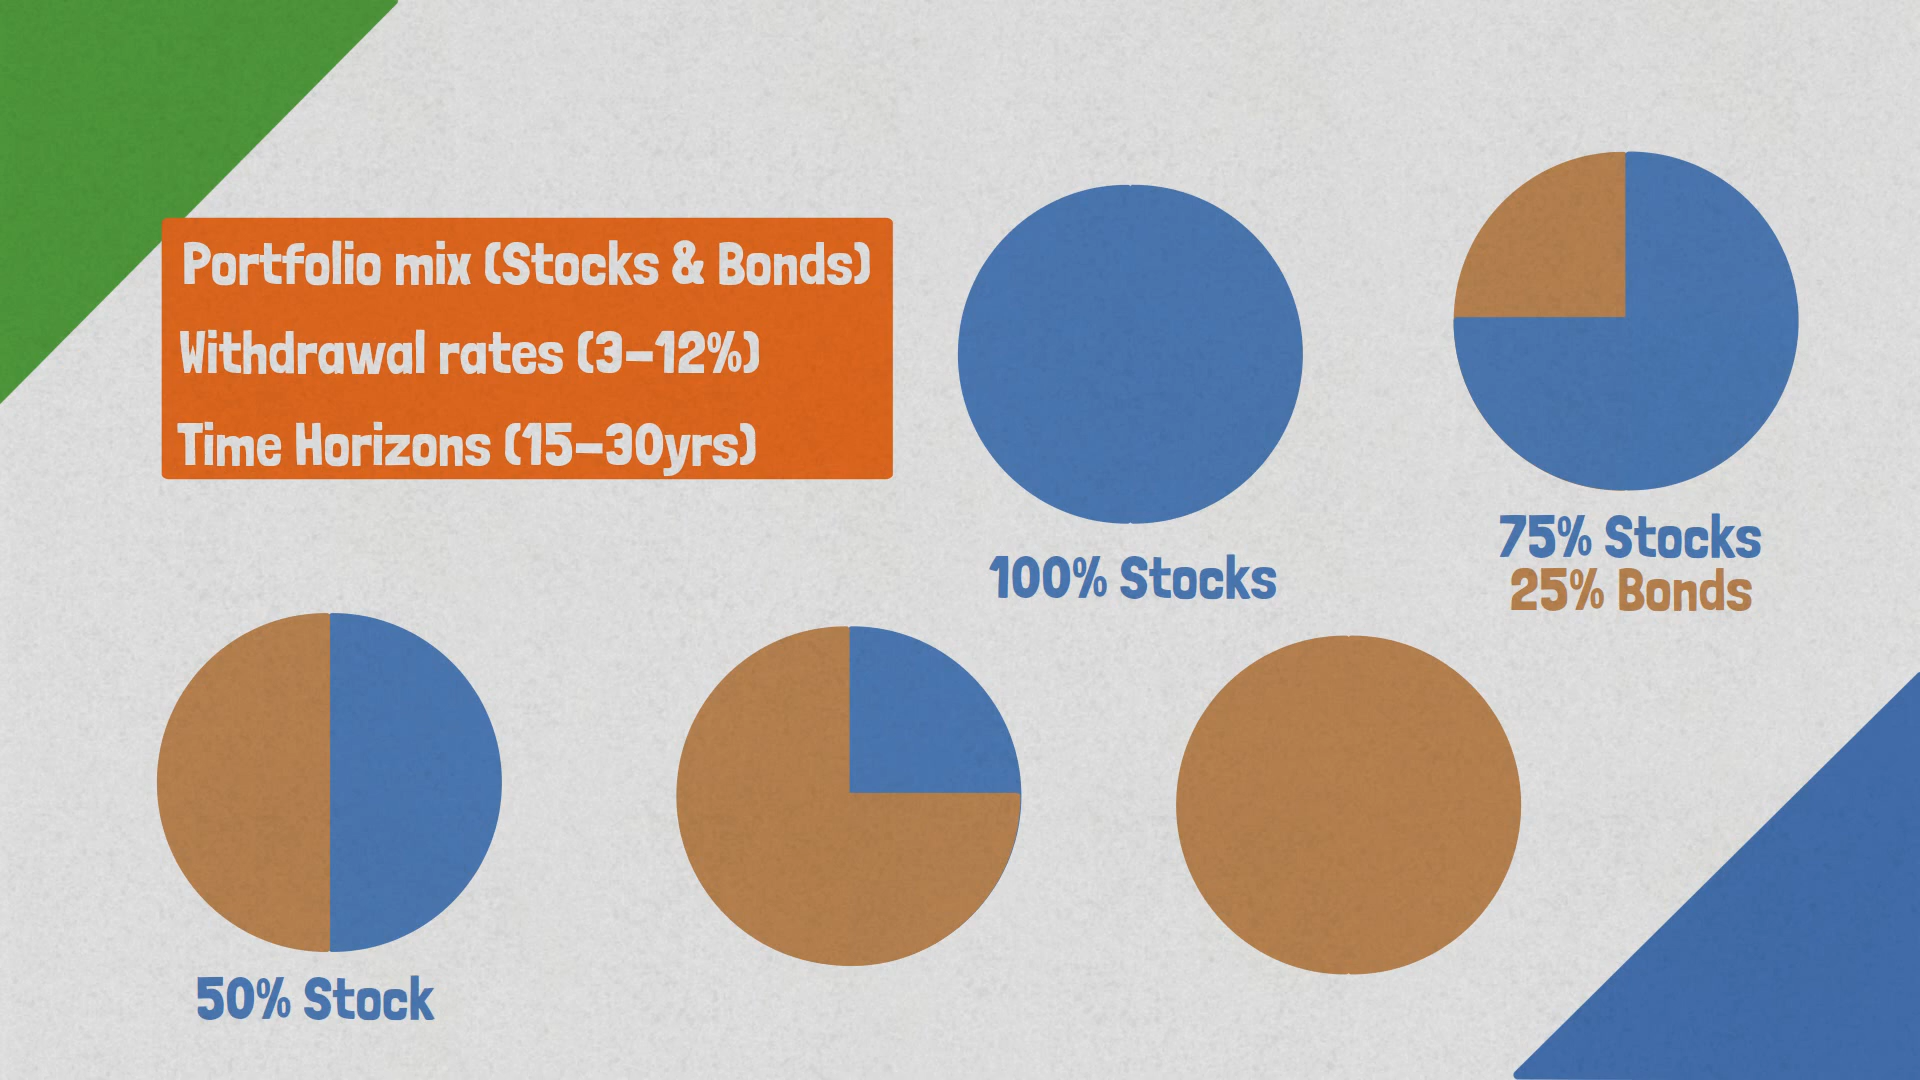 Portfolio mix (Stocks & Bonds)
Withdrawal rates (3-12%)
Time Horizons (15-30yrs)
100% Stocks
75% Stocks
25% Bonds
50% Stock